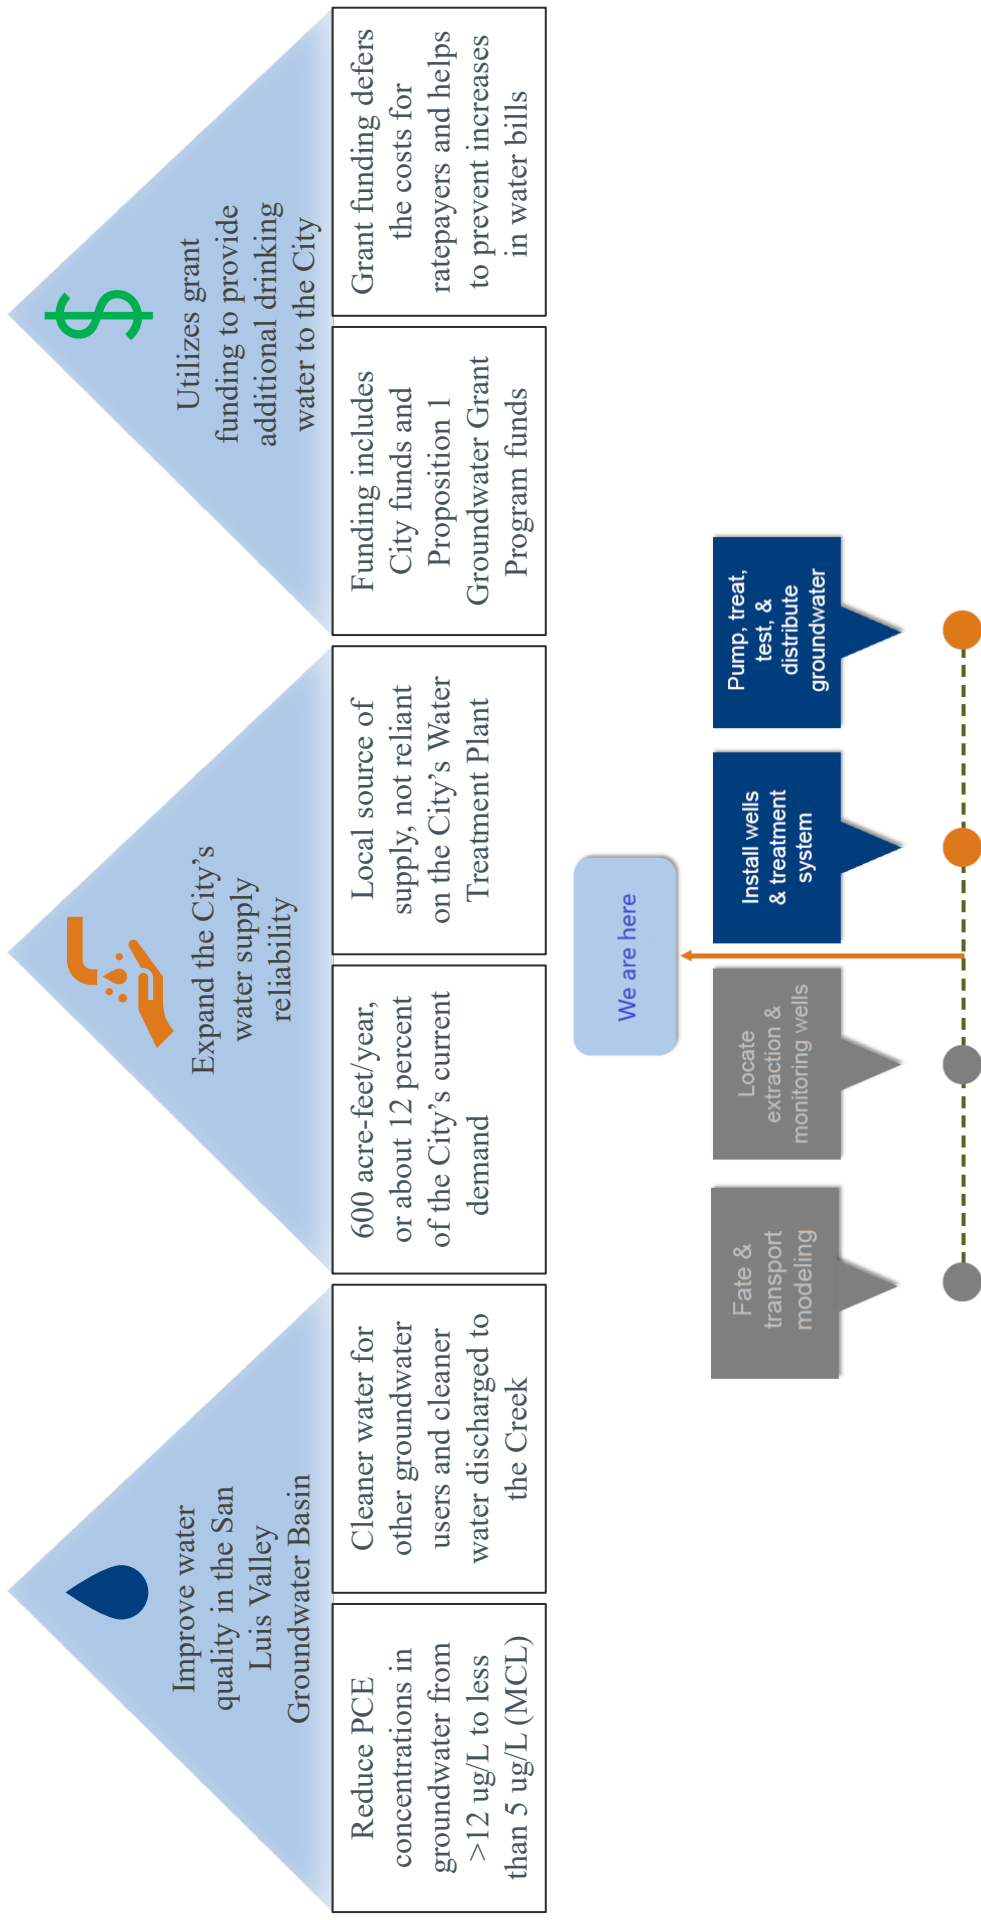 Improve water
quality in the San
Luis Valley
Groundwater Basin
Reduce PCE
concentrations in
groundwater from
>12 ug/L to less
than 5 ug/L (MCL)
Cleaner water for
other groundwater
users and cleaner
water discharged to
the Creek
Expand the City’s
water supply
reliability
600 acre-feet/year,
or about 12 percent
of the City’s current
demand
Local source of
supply, not reliant
on the City’s Water
Treatment Plant
$
Utilizes grant
funding to provide
additional drinking
water to the City
Funding includes
City funds and
Proposition 1
Groundwater Grant
Program funds
Grant funding defers
the costs for
ratepayers and helps
to prevent increases
in water bills
We are here
Fate &
transport
modeling
Locate
extraction &
monitoring wells
Install wells
& treatment
system
Pump, treat,
test, &
distribute
groundwater